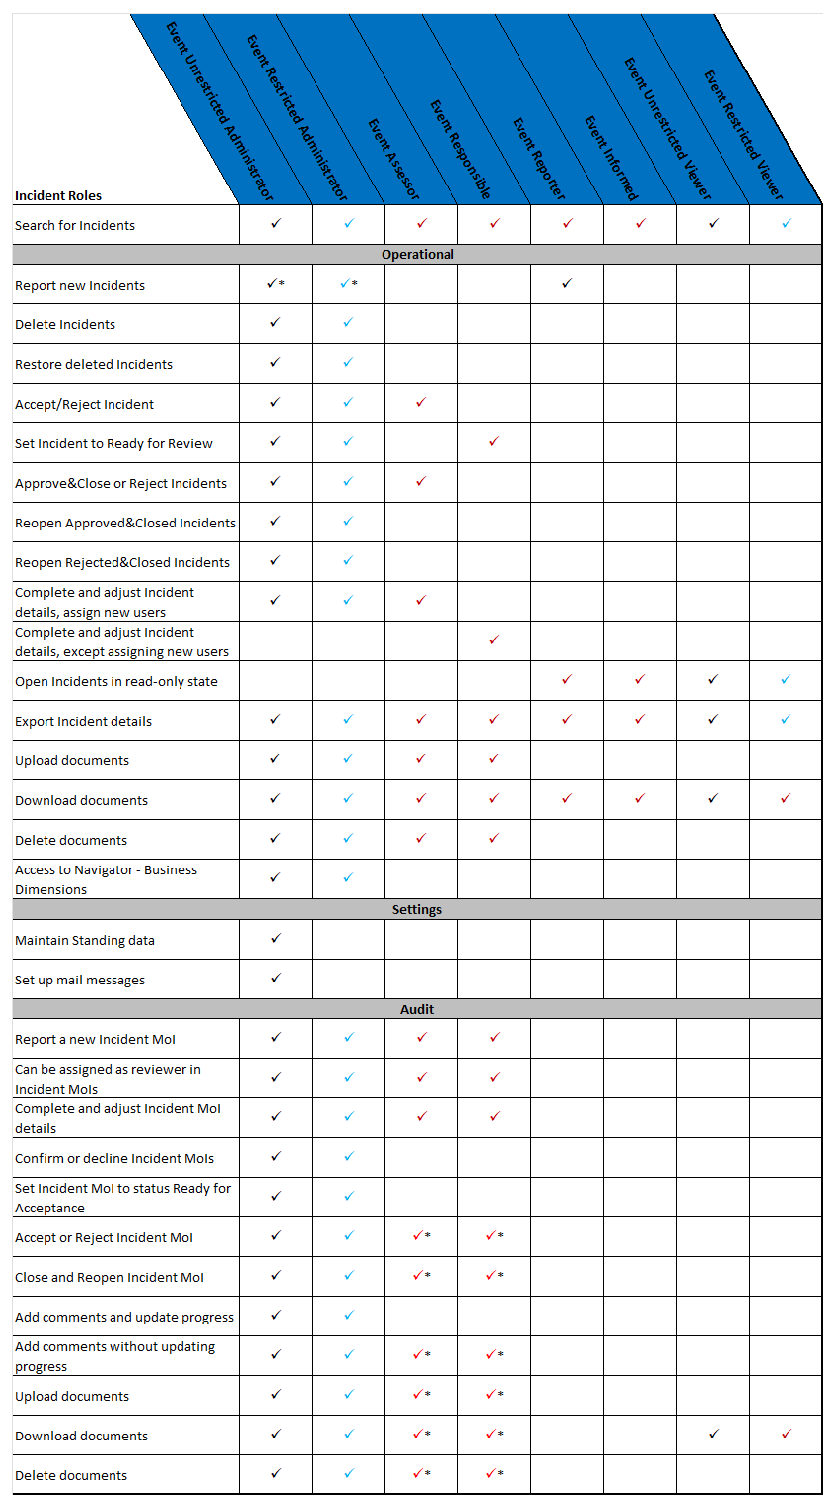 Event Unrestricted Administrator
Event Restricted Administrator
Event Assessor
Event Responsible
Event Reporter
Event Informed
Event Unrestricted Viewer
Event Restricted Viewer
Incident Roles
Search for Incidents ✓ ✓ ✓ ✓ ✓ ✓ ✓ ✓
Operational
Report new Incidents ✓* ✓* ✓
Delete Incidents ✓ ✓
Restore deleted Incidents ✓ ✓
Accept/Reject Incident ✓ ✓ ✓
Set Incident to Ready for Review ✓ ✓ ✓
Approve&Close or Reject Incidents ✓ ✓ ✓
Reopen Approved&Closed Incidents ✓ ✓
Reopen Rejected&Closed Incidents ✓ ✓
Complete and adjust Incident
details, assign new users ✓ ✓ ✓
Complete and adjust Incident
details, except assigning new users ✓
Open Incidents in read-only state ✓ ✓ ✓ ✓
Export Incident details ✓ ✓ ✓ ✓ ✓ ✓ ✓ ✓
Upload documents ✓ ✓ ✓ ✓
Download documents ✓ ✓ ✓ ✓ ✓ ✓ ✓ ✓
Delete documents ✓ ✓ ✓ ✓
Access to Navigator - Business
Dimensions ✓ ✓
Settings
Maintain Standing data ✓
Set up mail messages ✓
Audit
Report a new Incident MoI ✓ ✓ ✓ ✓
Can be assigned as reviewer in
Incident MoIs ✓ ✓ ✓ ✓
Complete and adjust Incident MoI
details ✓ ✓ ✓ ✓
Confirm or decline Incident MoIs ✓ ✓
Set Incident MoI to status Ready for
Acceptance ✓ ✓
Accept or Reject Incident MoI ✓ ✓ ✓* ✓*
Close and Reopen Incident MoI ✓ ✓ ✓* ✓*
Add comments and update progress ✓ ✓
Add comments without updating
progress ✓ ✓ ✓* ✓*
Upload documents ✓ ✓ ✓* ✓*
Download documents ✓ ✓ ✓* ✓* ✓ ✓
Delete documents ✓ ✓ ✓* ✓*